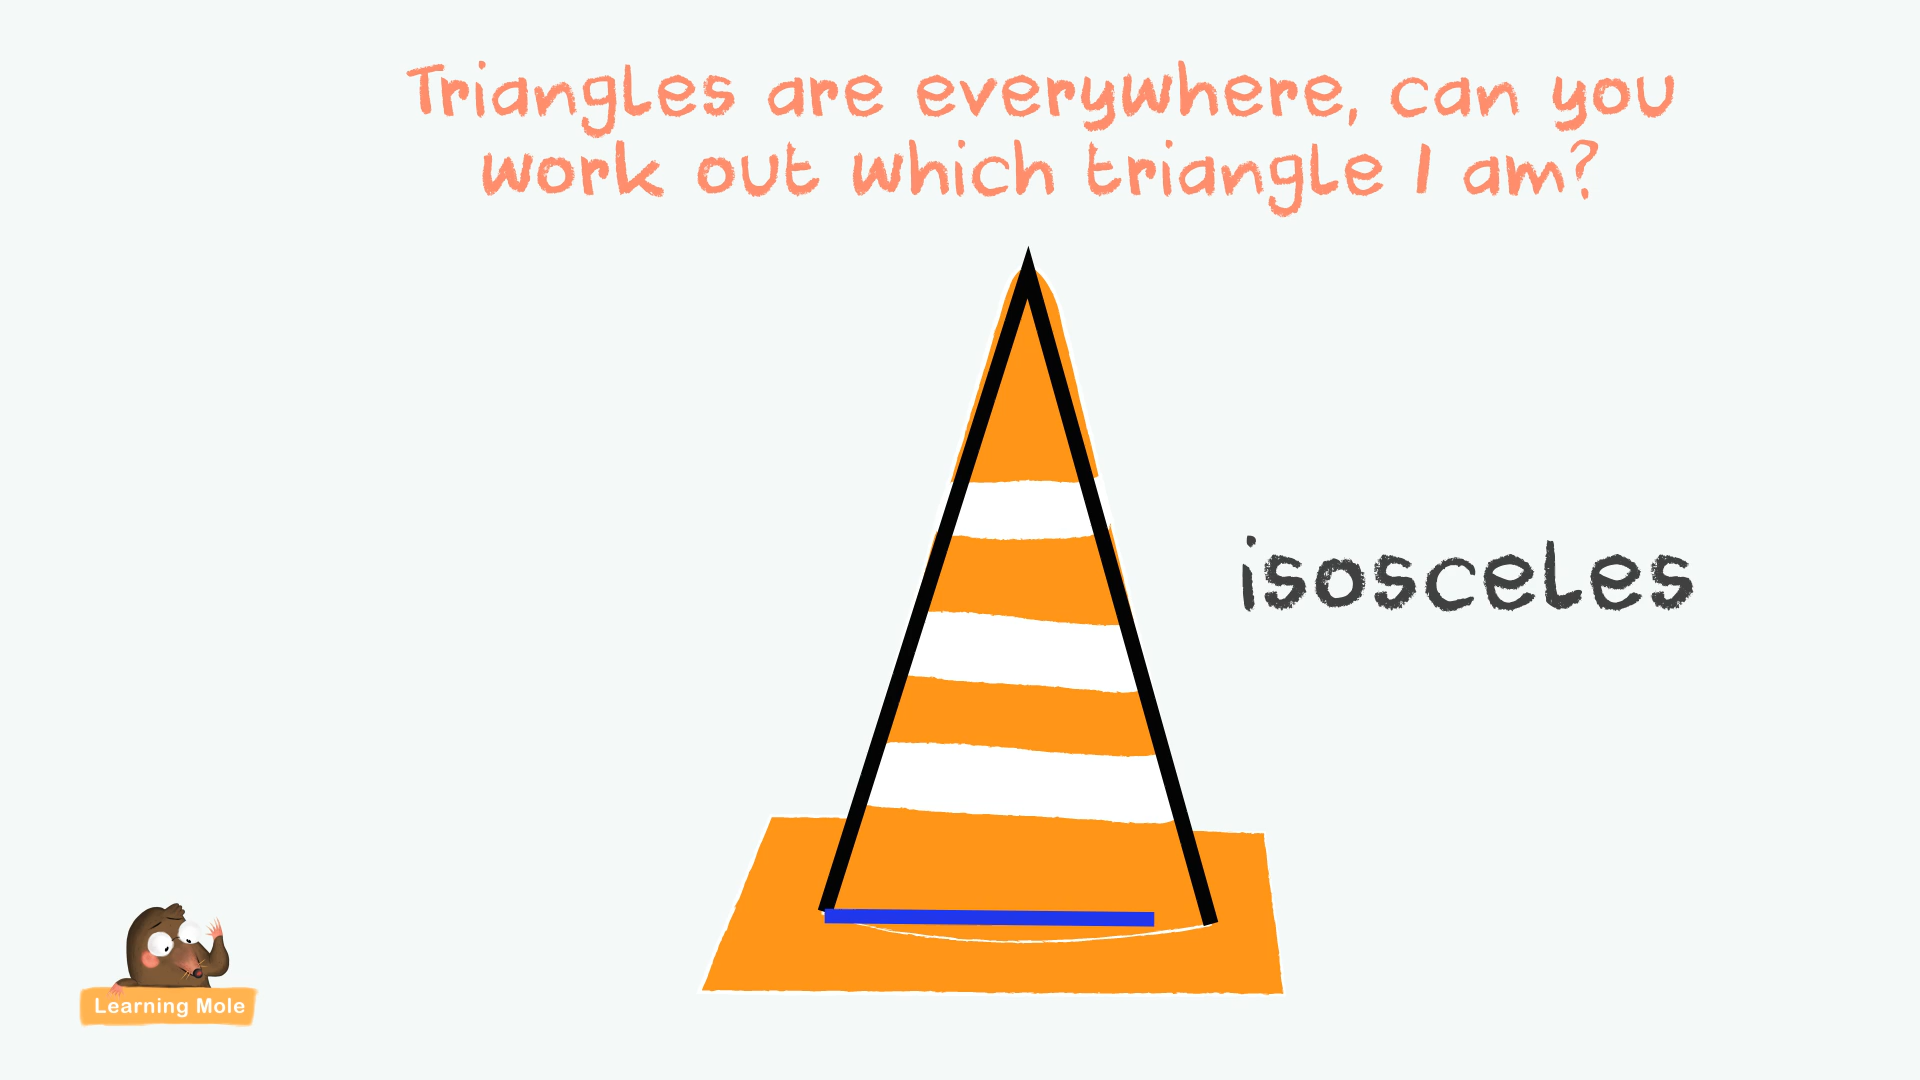 Triangles are everywhere, can you
work out which triangle I am?
isosceles
Learning Mole